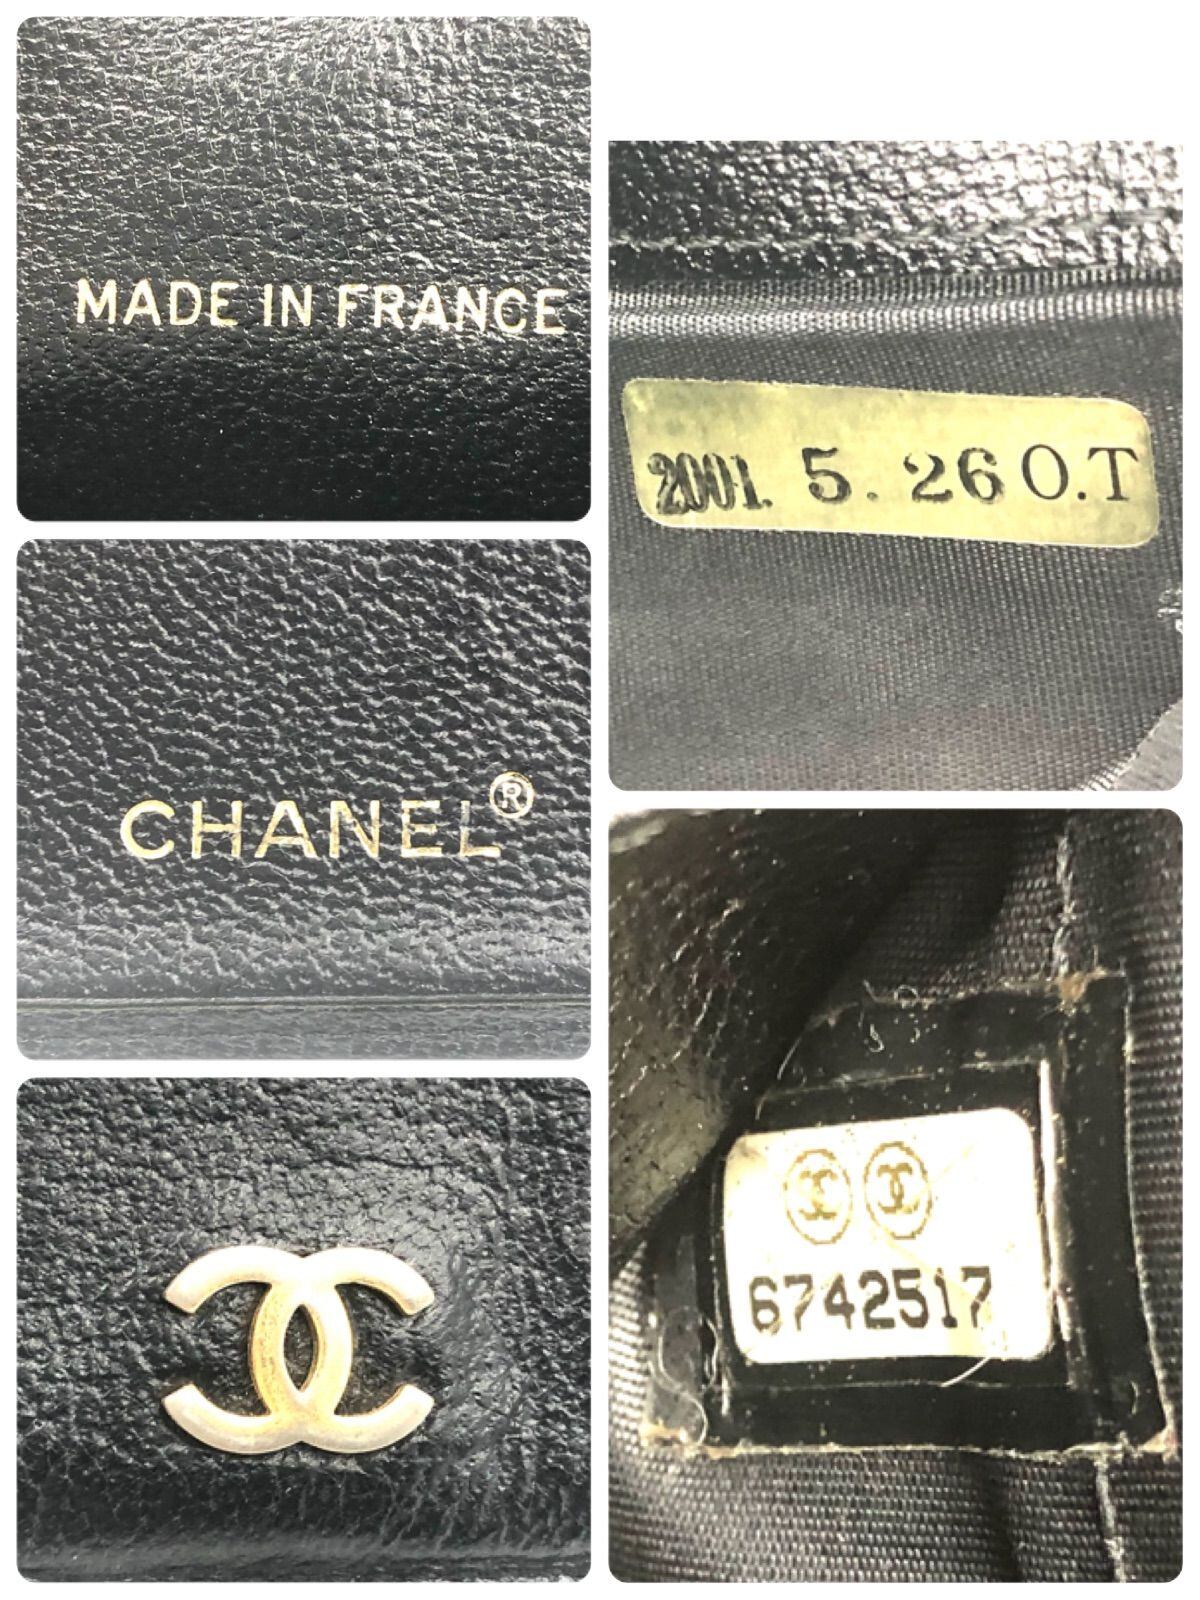 MADE IN FRANCE
CHANEL®
2001. 5. 26 O.T
6742517